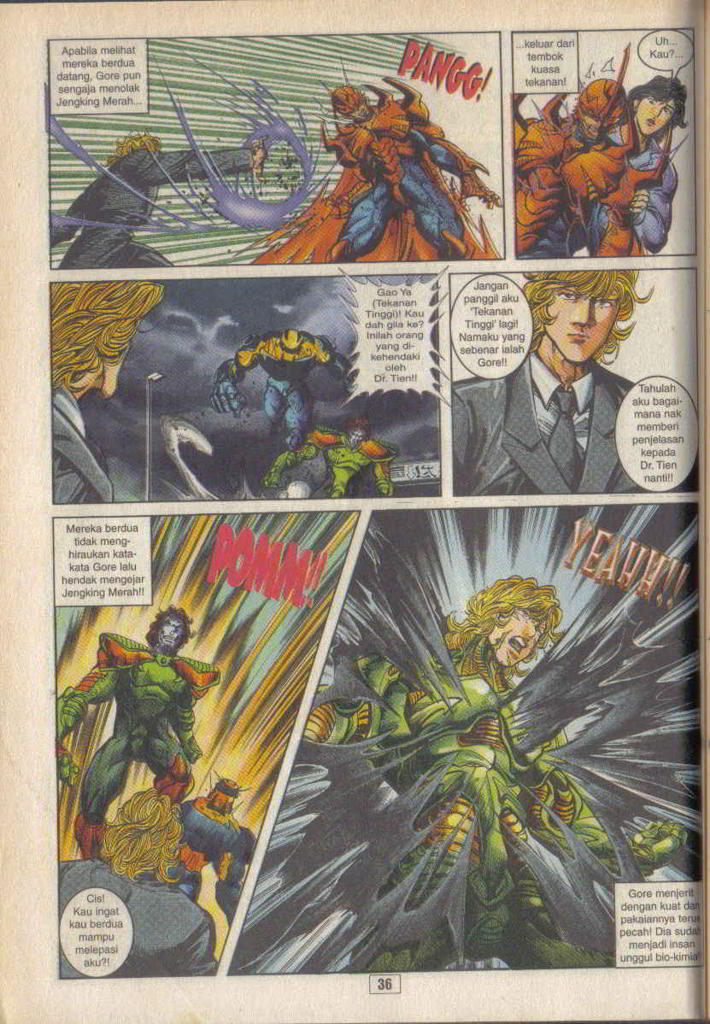 Apabila melihat
mereka berdua
datang, Gore pun
sengaja menolak
Jengking Merah...
PANGG!
...keluar dari
tembok
kuasa
tekanan!
Uh...
Kau?...
Gao Ya
(Tekanan
Tinggi)! Kau
dah gila ke?
Inilah orang
yang di-
kehendaki
oleh
Dr. Tien!!
Jangan
panggil aku
'Tekanan
Tinggi' lagi!
Namaku yang
sebenar ialah
Gore!!
Tahulah
aku bagai-
mana nak
memberi
penjelasan
kepada
Dr. Tien
nanti!!
Mereka berdua
tidak meng-
hiraukan kata-
kata Gore lalu
hendak mengejar
Jengking Merah!!
POMM!!
Cis!
Kau ingat
kau berdua
mampu
melepasi
aku?!
YEAHH!!
Gore menjerit
dengan kuat dan
pakaiannya terus
pecah! Dia sudah
menjadi insan
unggul bio-kimia
36